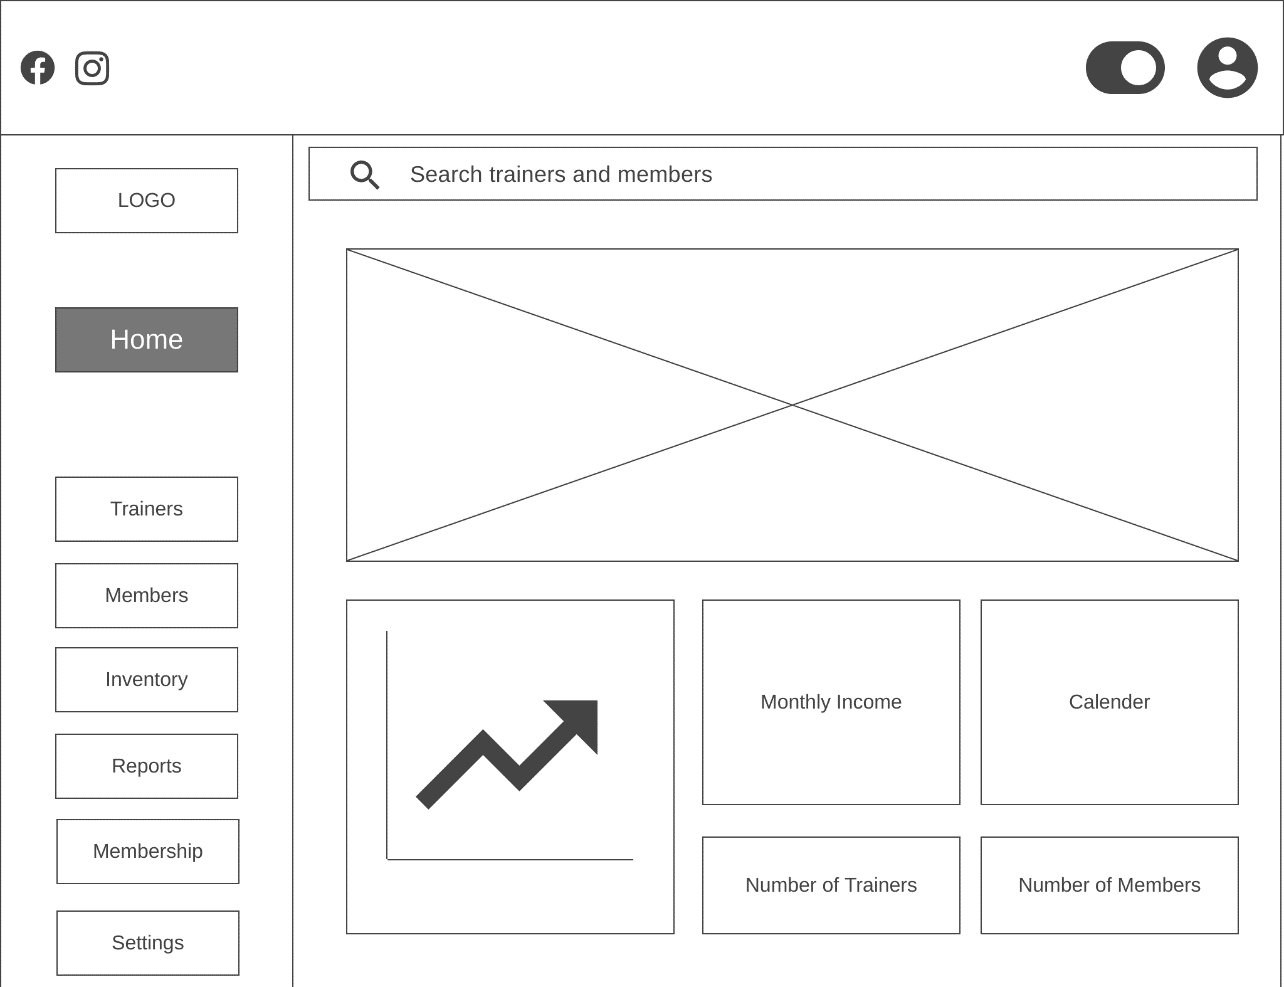 LOGO
Home
Trainers
Members
Inventory
Reports
Membership
Settings
Search trainers and members
Monthly Income
Calender
Number of Trainers
Number of Members